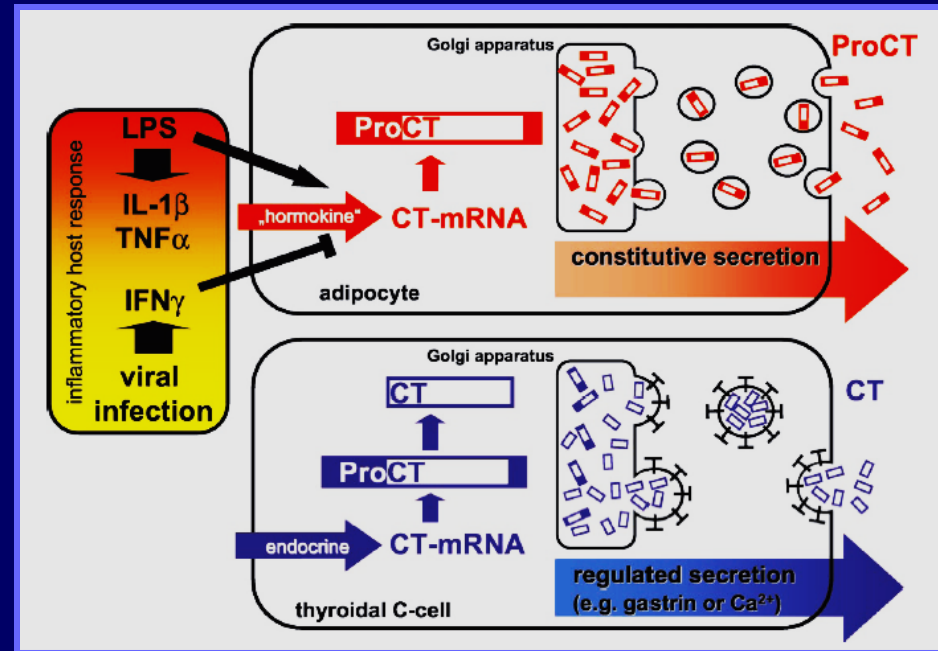 inflammatory host response
LPS
IL-1β
TNFα
IFNγ
viral
infection
Golgi apparatus
ProCT
ProCT
„hormokine“
CT-mRNA
constitutive secretion
adipocyte
Golgi apparatus
CT
CT
ProCT
endocrine
CT-mRNA
regulated secretion
(e.g. gastrin or Ca²⁺)
thyroidal C-cell